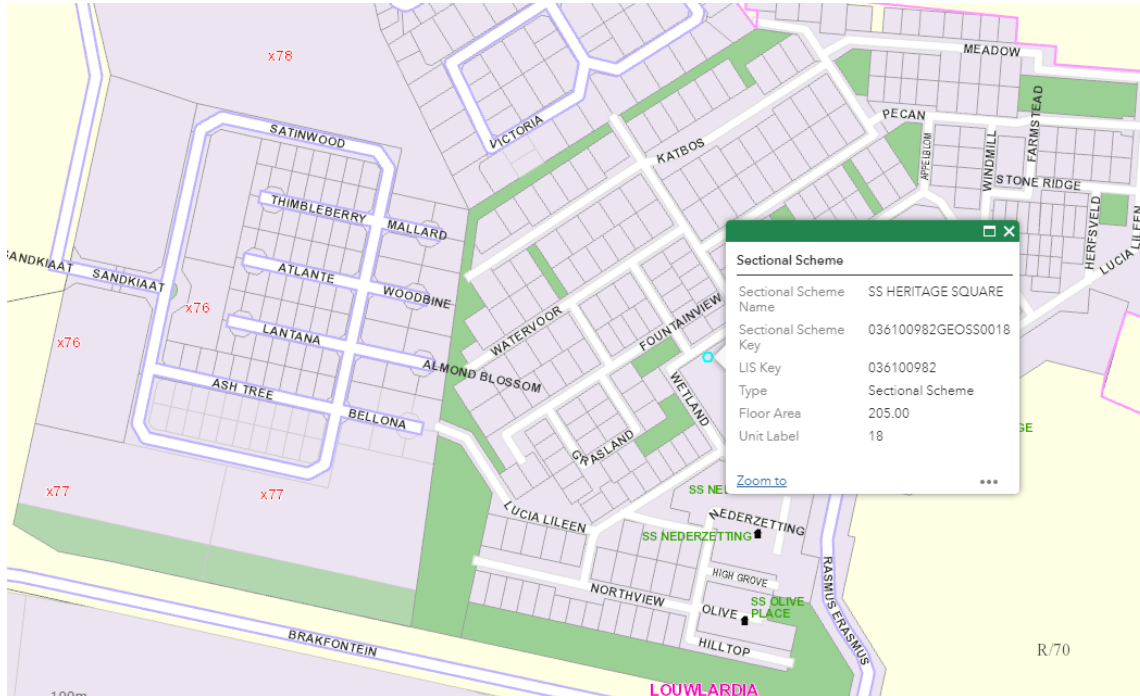 x78
MEADOW
SATINWOOD
VICTORIA
KATBOS
PECAN
APPELBLOM
WINDMILL
FARMSTEAD
STONE RIDGE
HERFSVELD
LUCIA LILEEN
THIMBLEBERRY
MALLARD
SANDKIAAT
ATLANTE
WOODBINE
x76
x76
LANTANA
ALMOND BLOSSOM
WATERVOOR
FOUNTAINVIEW
WETLAND
ASH TREE
BELLONA
GRASLAND
Sectional Scheme
Sectional Scheme Name SS HERITAGE SQUARE
Sectional Scheme Key 036100982GEOSS0018
LIS Key 036100982
Type Sectional Scheme
Floor Area 205.00
Unit Label 18
Zoom to
x77
x77
LUCIA LILEEN
NEDERZETTING
SS NEDERZETTING
HIGH GROVE
NORTHVIEW
OLIVE
SS OLIVE
PLACE
HILLTOP
RASMUS ERASMUS
BRAKFONTEIN
R/70
LOUWLARDIA